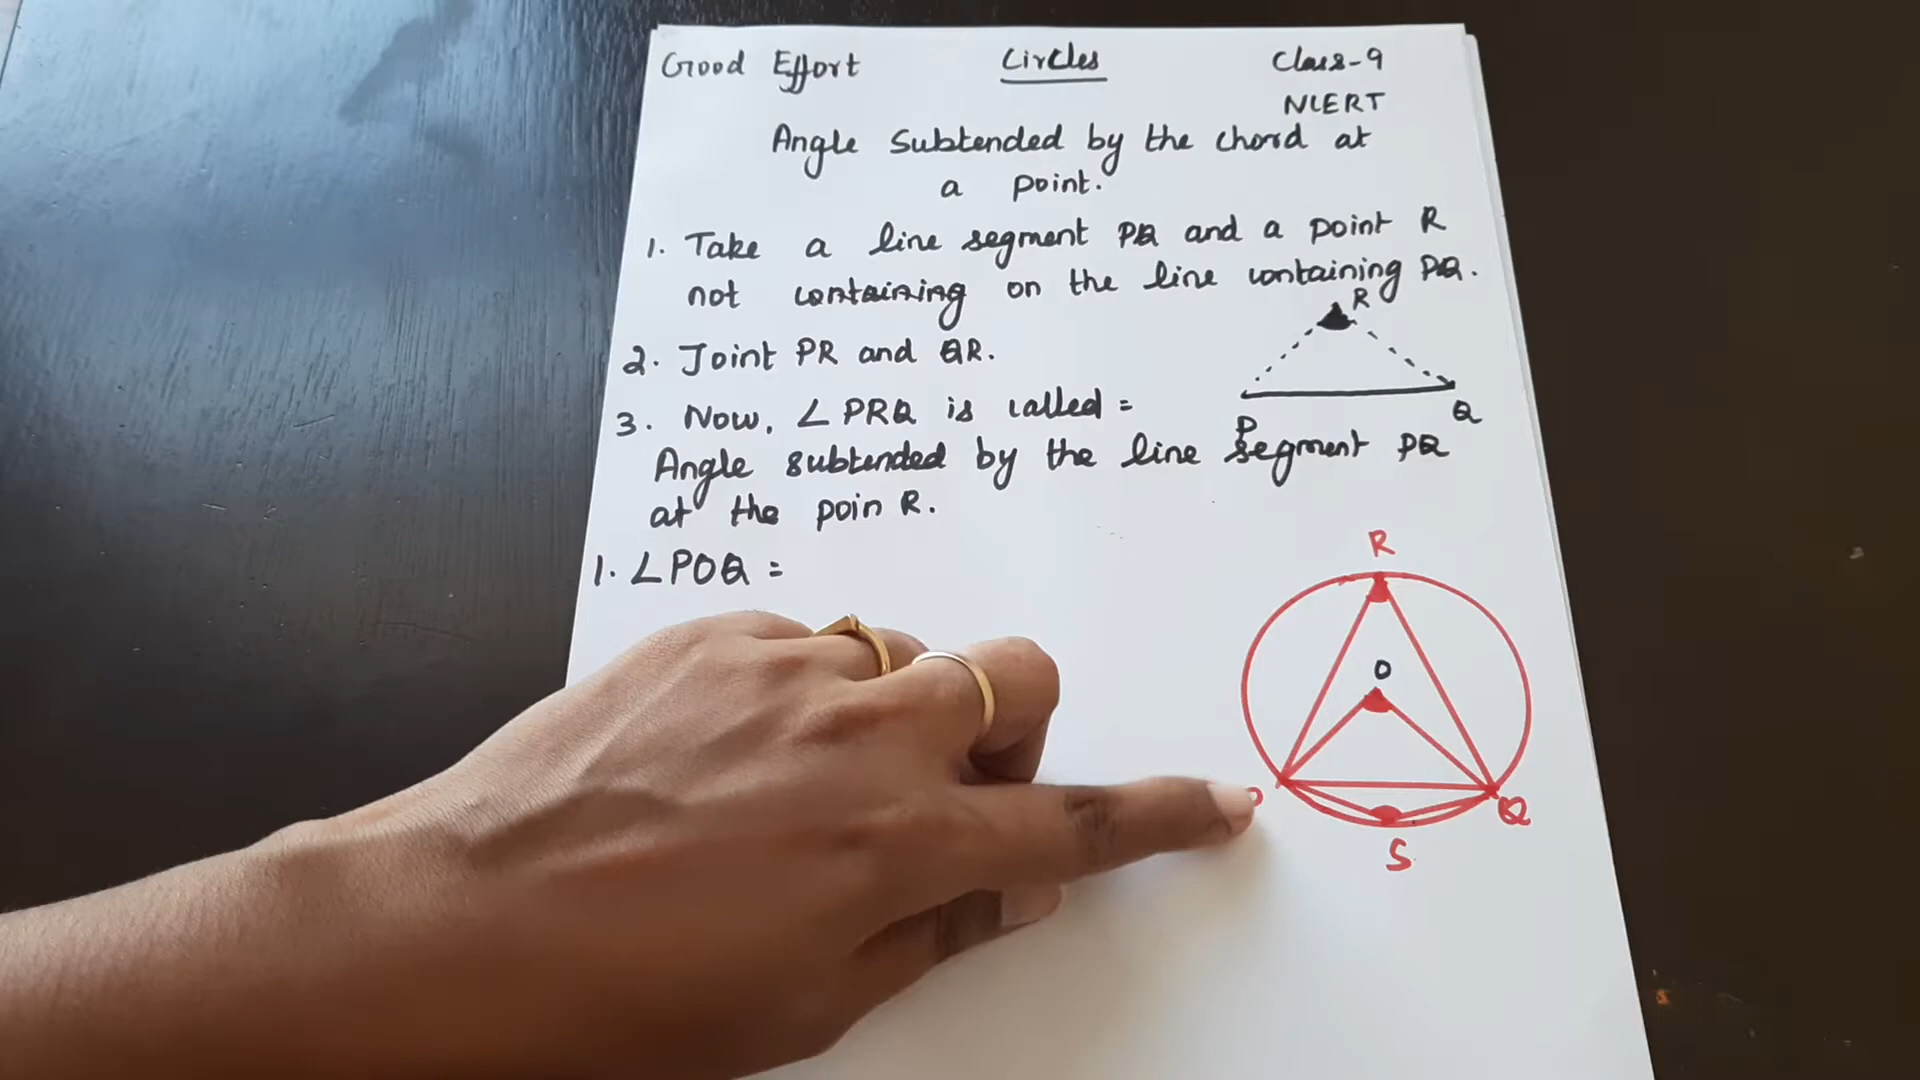 Good Effort Circles Class-9
NCERT
Angle Subtended by the chord at
a point.
1. Take a line segment PQ and a point R
not containing on the line containing PQ.
R
2. Joint PR and QR.
3. Now, ∠PRQ is called =
P Q
Angle subtended by the line segment PQ
at the poin R.
1. ∠POQ =
R
O
P Q
S